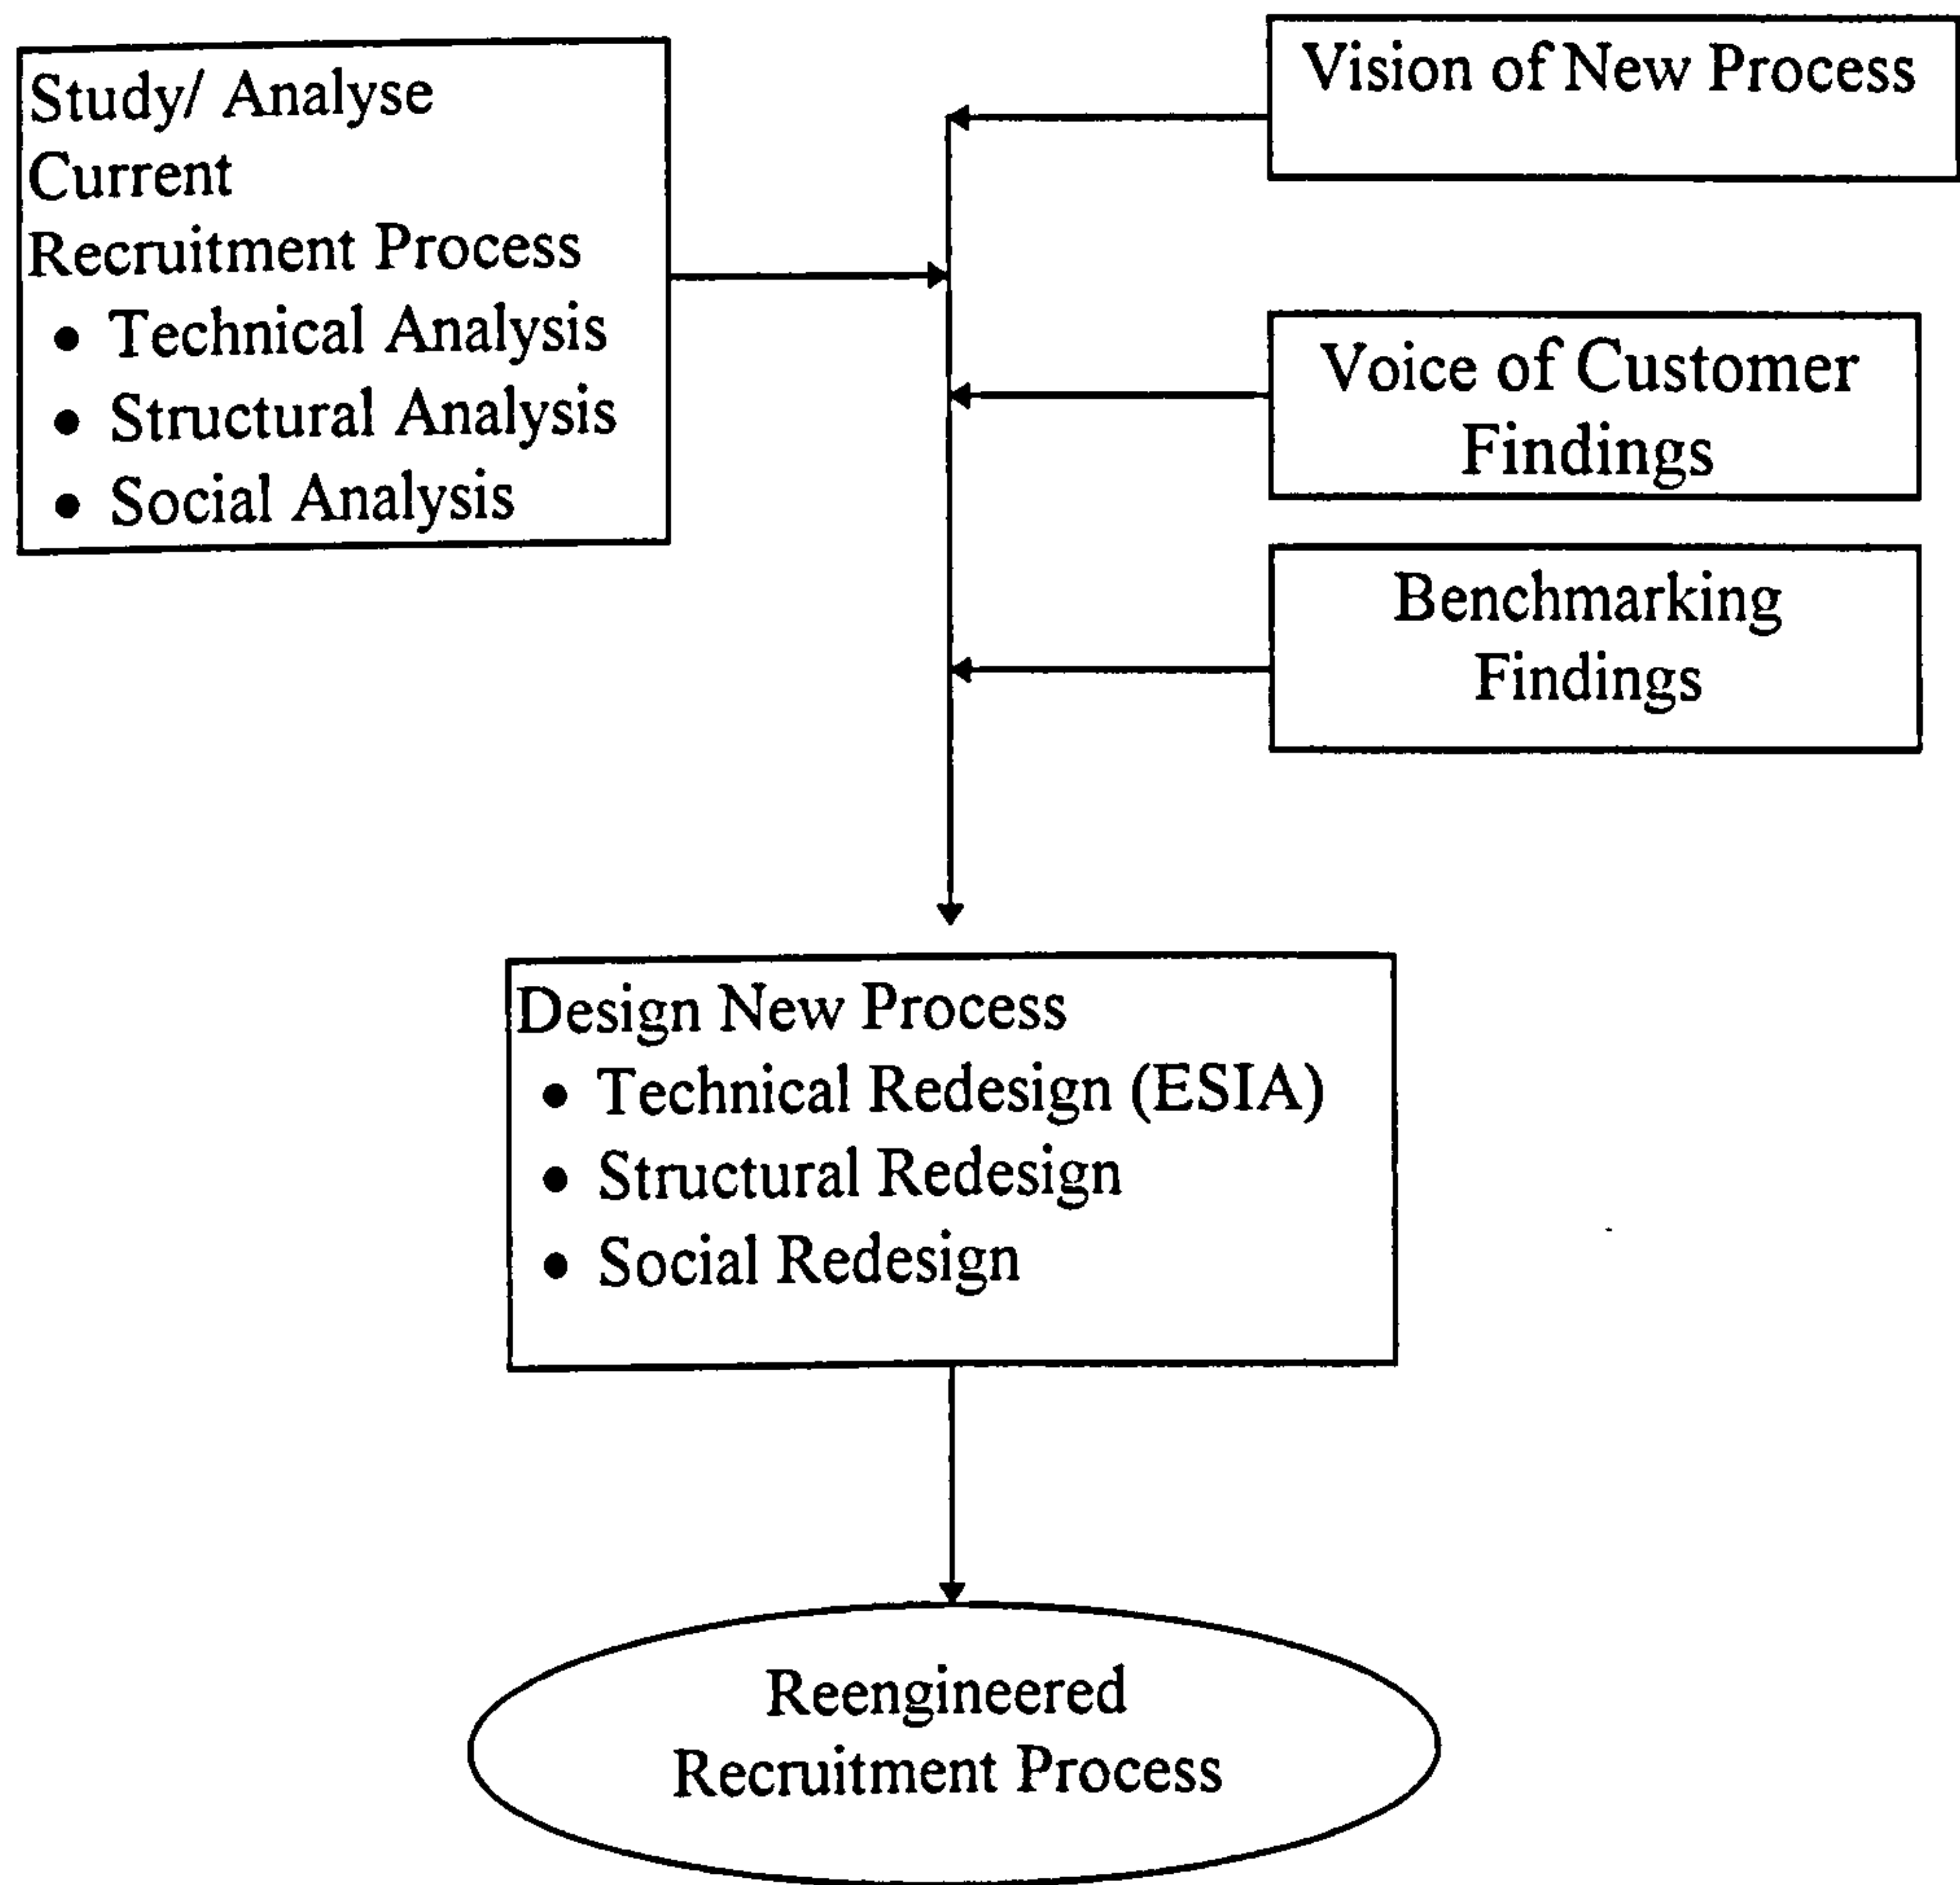 Study/ Analyse
Current
Recruitment Process
● Technical Analysis
● Structural Analysis
● Social Analysis
Vision of New Process
Voice of Customer
Findings
Benchmarking
Findings
Design New Process
● Technical Redesign (ESIA)
● Structural Redesign
● Social Redesign
Reengineered
Recruitment Process